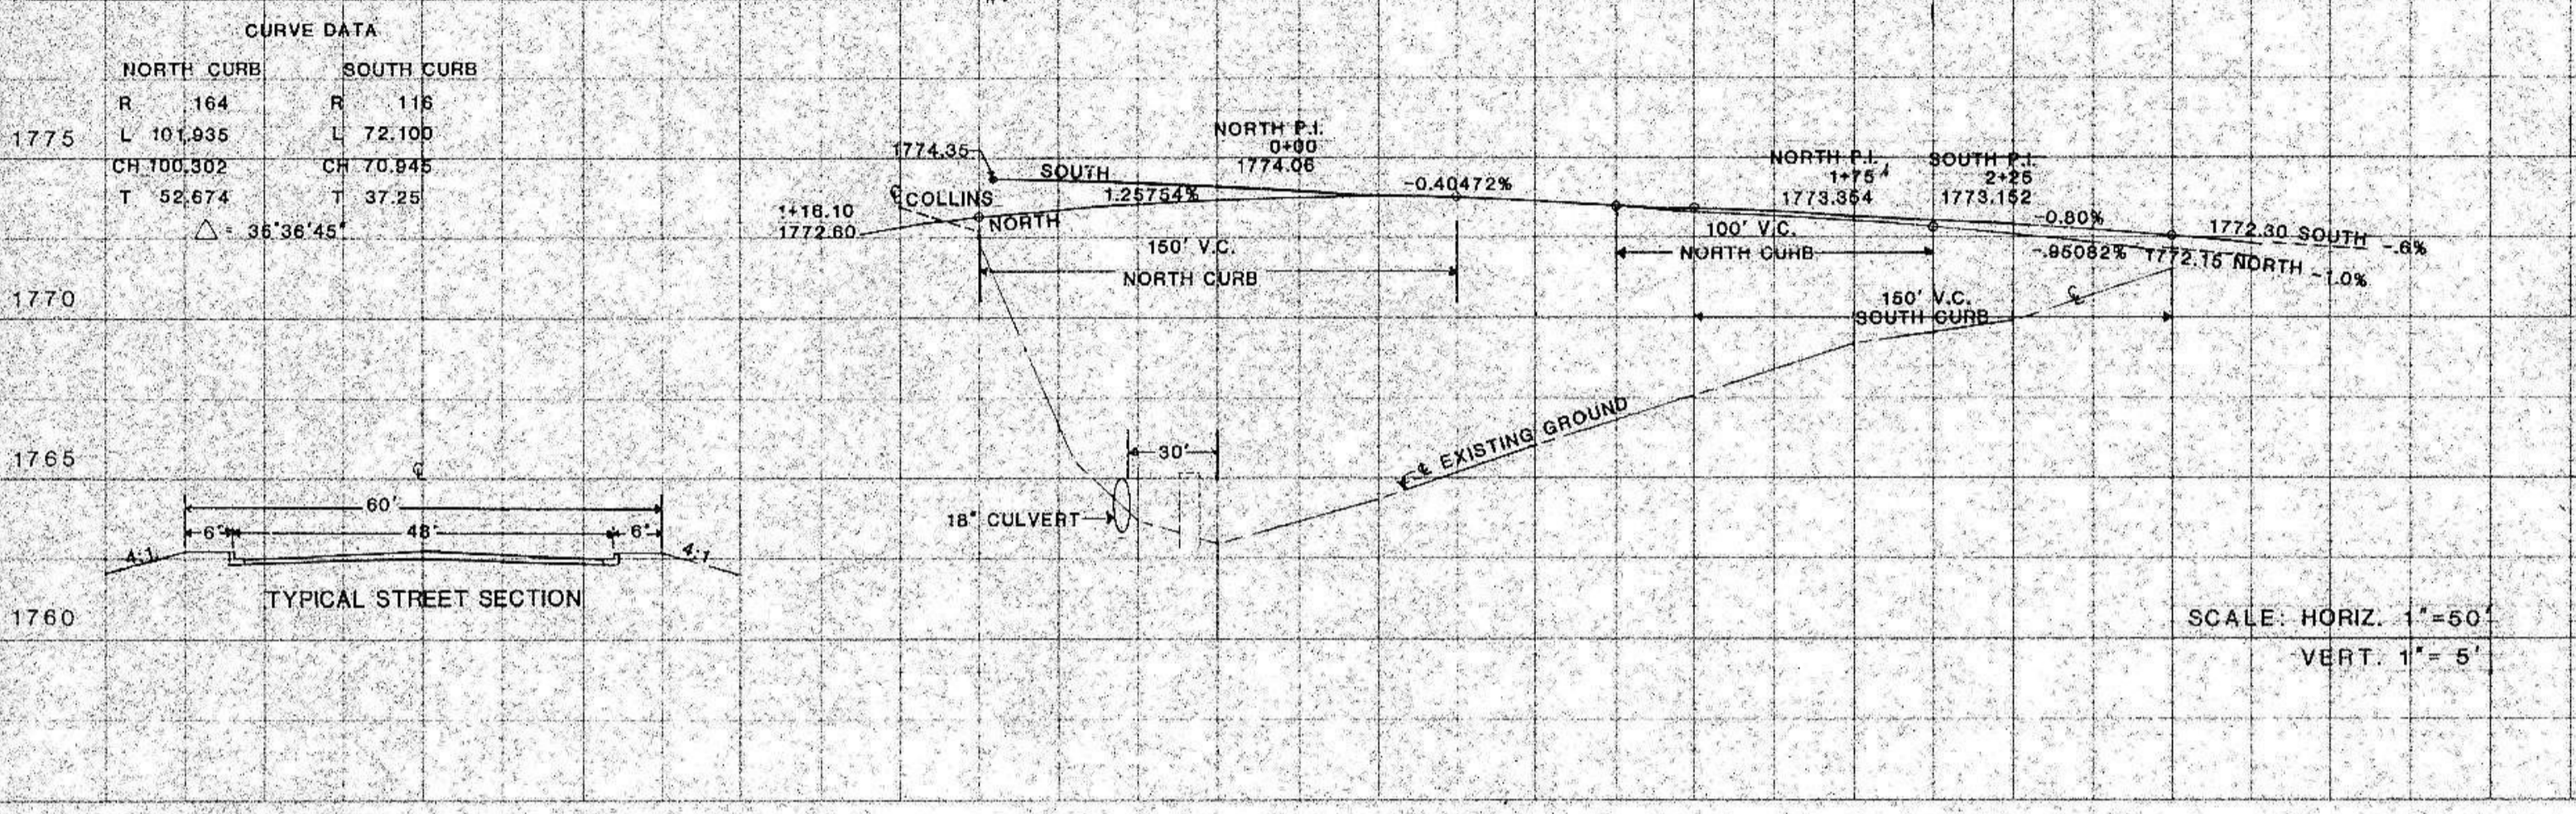 CURVE DATA
NORTH CURB SOUTH CURB
R 164 R 116
L 101.935 L 72.100
CH 100.302 CH 70.945
T 52.674 T 37.25
△ = 36°36'45"
1775
1770
1765
1760
1774.35
SOUTH
℄ COLLINS
1.25754%
1+16.10
1772.60
NORTH
NORTH P.I.
0+00
1774.06
-0.40472%
150' V.C.
NORTH CURB
NORTH P.I.
1+75
1773.354
SOUTH P.I.
2+25
1773.152
100' V.C.
NORTH CURB
-0.80%
1772.30 SOUTH -.6%
-.95082% 1772.15 NORTH -1.0%
150' V.C.
SOUTH CURB
℄
℄ EXISTING GROUND
30'
18" CULVERT
℄
60'
6' 48' 6'
4:1 4:1
TYPICAL STREET SECTION
SCALE: HORIZ. 1"=50'
VERT. 1"= 5'